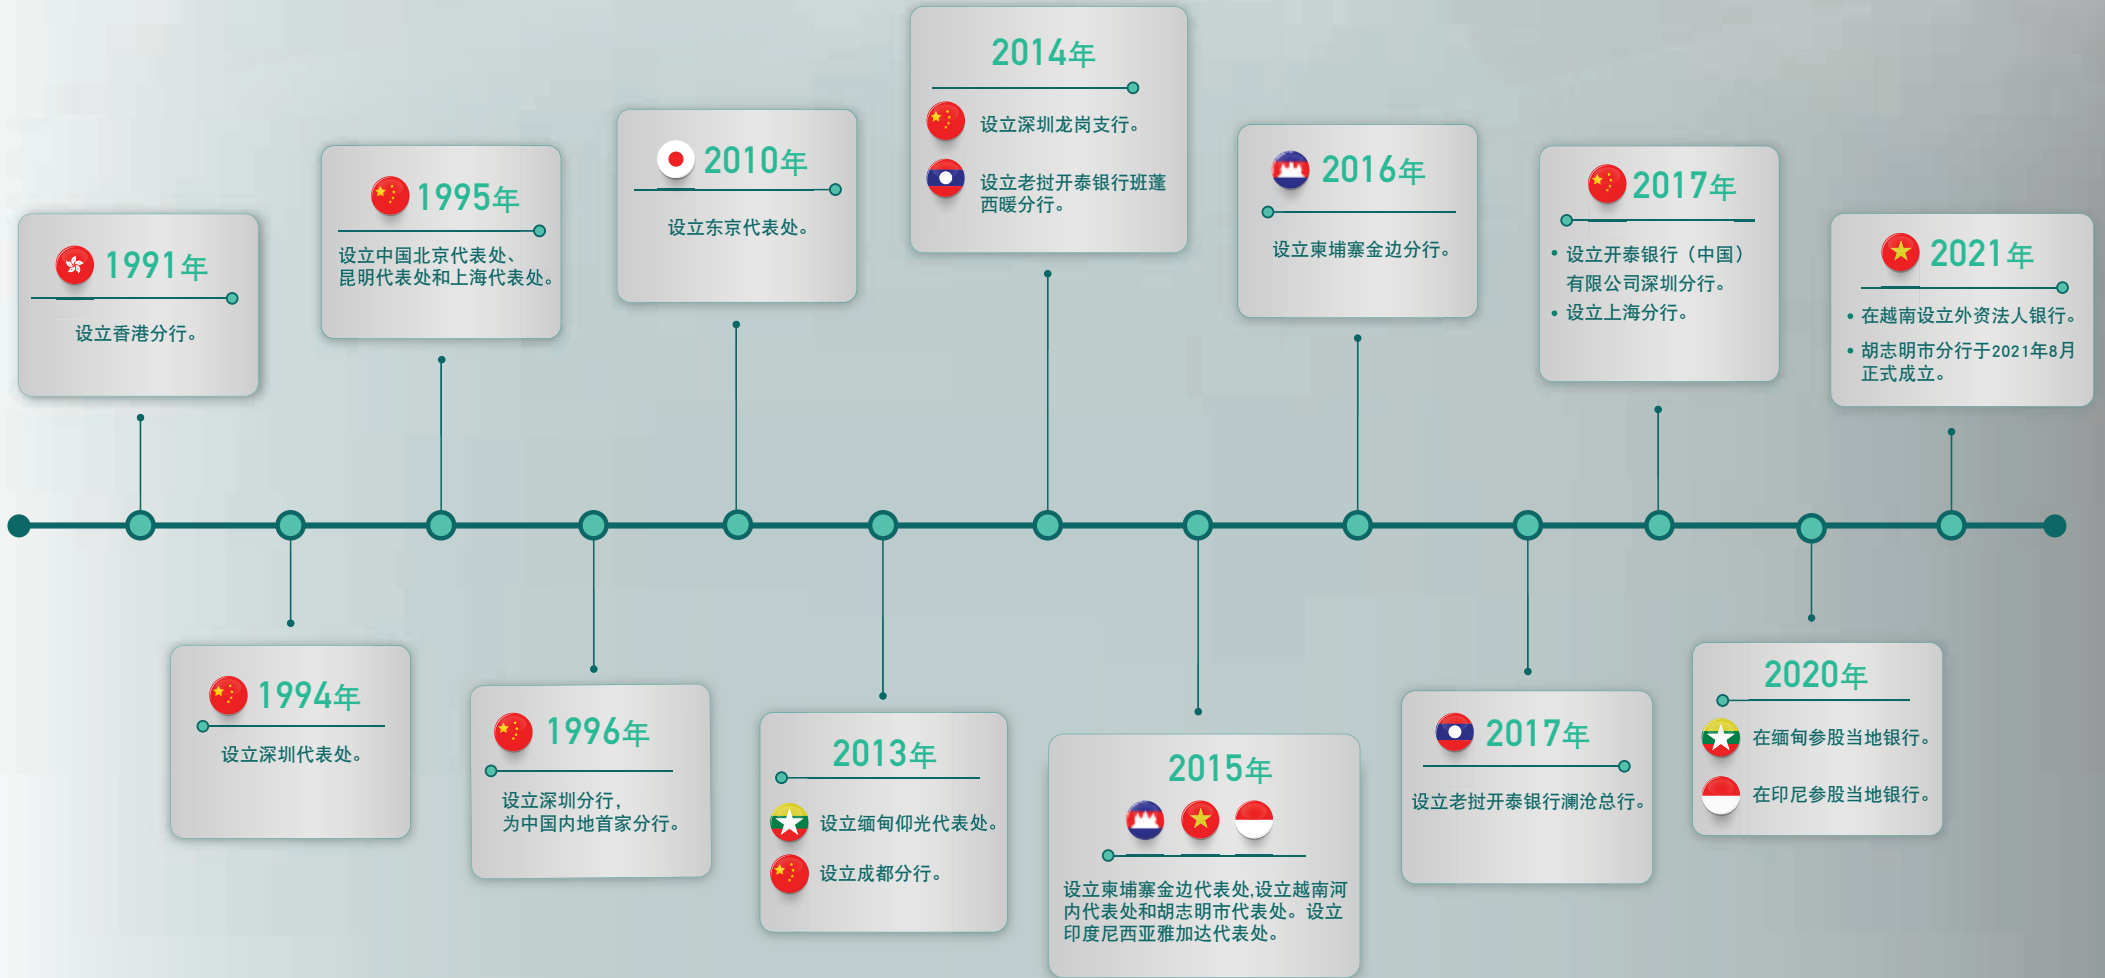 1991年
设立香港分行。
1994年
设立深圳代表处。
1995年
设立中国北京代表处、
昆明代表处和上海代表处。
1996年
设立深圳分行，
为中国内地首家分行。
2010年
设立东京代表处。
2013年
设立缅甸仰光代表处。
设立成都分行。
2014年
设立深圳龙岗支行。
设立老挝开泰银行班蓬
西暖分行。
2015年
设立柬埔寨金边代表处,设立越南河
内代表处和胡志明市代表处。设立
印度尼西亚雅加达代表处。
2016年
设立柬埔寨金边分行。
2017年
设立老挝开泰银行澜沧总行。
2017年
• 设立开泰银行（中国）
有限公司深圳分行。
• 设立上海分行。
2020年
在缅甸参股当地银行。
在印尼参股当地银行。
2021年
• 在越南设立外资法人银行。
• 胡志明市分行于2021年8月
正式成立。